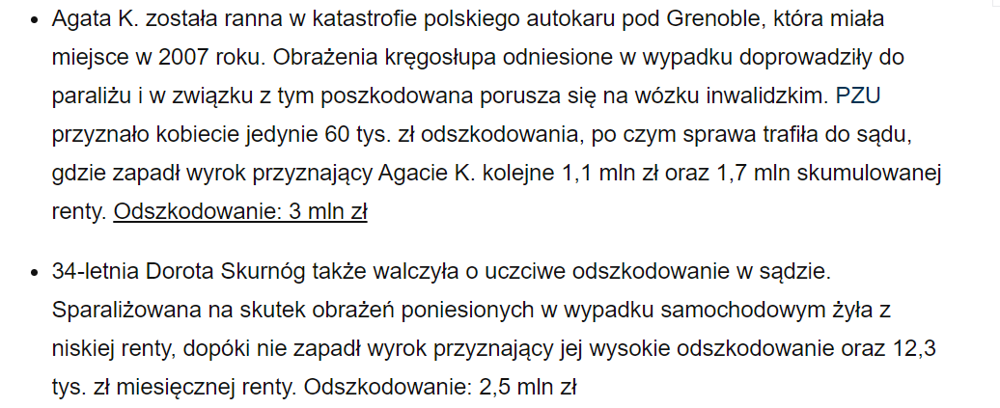 • Agata K. została ranna w katastrofie polskiego autokaru pod Grenoble, która miała
miejsce w 2007 roku. Obrażenia kręgosłupa odniesione w wypadku doprowadziły do
paraliżu i w związku z tym poszkodowana porusza się na wózku inwalidzkim. PZU
przyznało kobiecie jedynie 60 tys. zł odszkodowania, po czym sprawa trafiła do sądu,
gdzie zapadł wyrok przyznający Agacie K. kolejne 1,1 mln zł oraz 1,7 mln skumulowanej
renty. Odszkodowanie: 3 mln zł
• 34-letnia Dorota Skurnóg także walczyła o uczciwe odszkodowanie w sądzie.
Sparaliżowana na skutek obrażeń poniesionych w wypadku samochodowym żyła z
niskiej renty, dopóki nie zapadł wyrok przyznający jej wysokie odszkodowanie oraz 12,3
tys. zł miesięcznej renty. Odszkodowanie: 2,5 mln zł